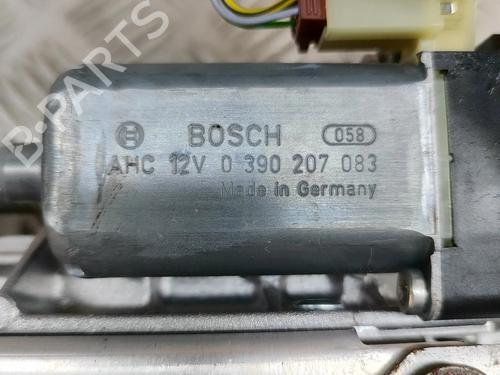 BOSCH 058
AHC 12V 0 390 207 083
Made in Germany
B-PARTS